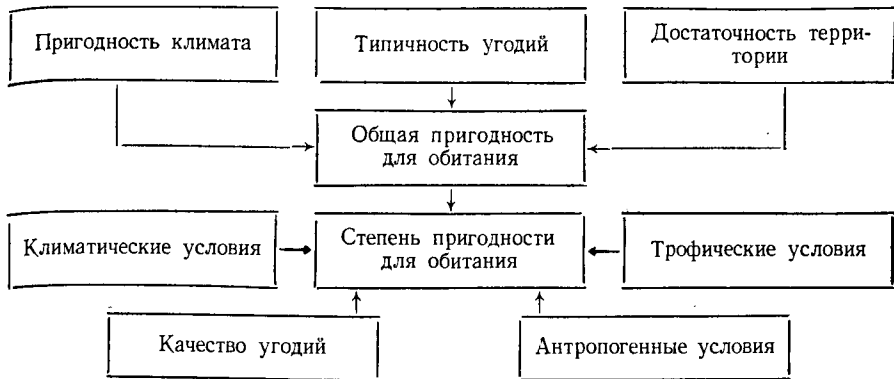 Пригодность климата
Типичность угодий
Достаточность терри-
тории
Общая пригодность
для обитания
Климатические условия
Степень пригодности
для обитания
Трофические условия
Качество угодий
Антропогенные условия